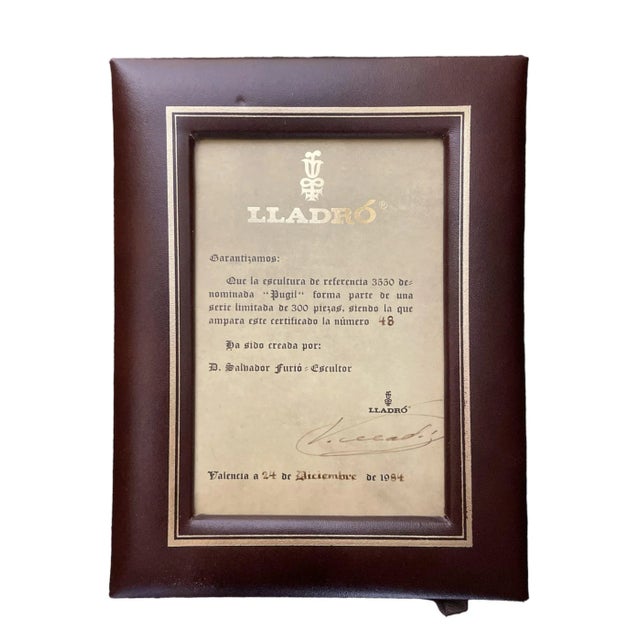 LLADRÓ®
Garantizamos:
Que la escultura de referencia 3550 de-
nominada "Pugil" forma parte de una
serie limitada de 300 piezas, siendo la que
ampara este certificado la número 48
Ha sido creada por:
D. Salvador Furió = Escultor
LLADRÓ
Valencia a 24 de Diciembre de 1984